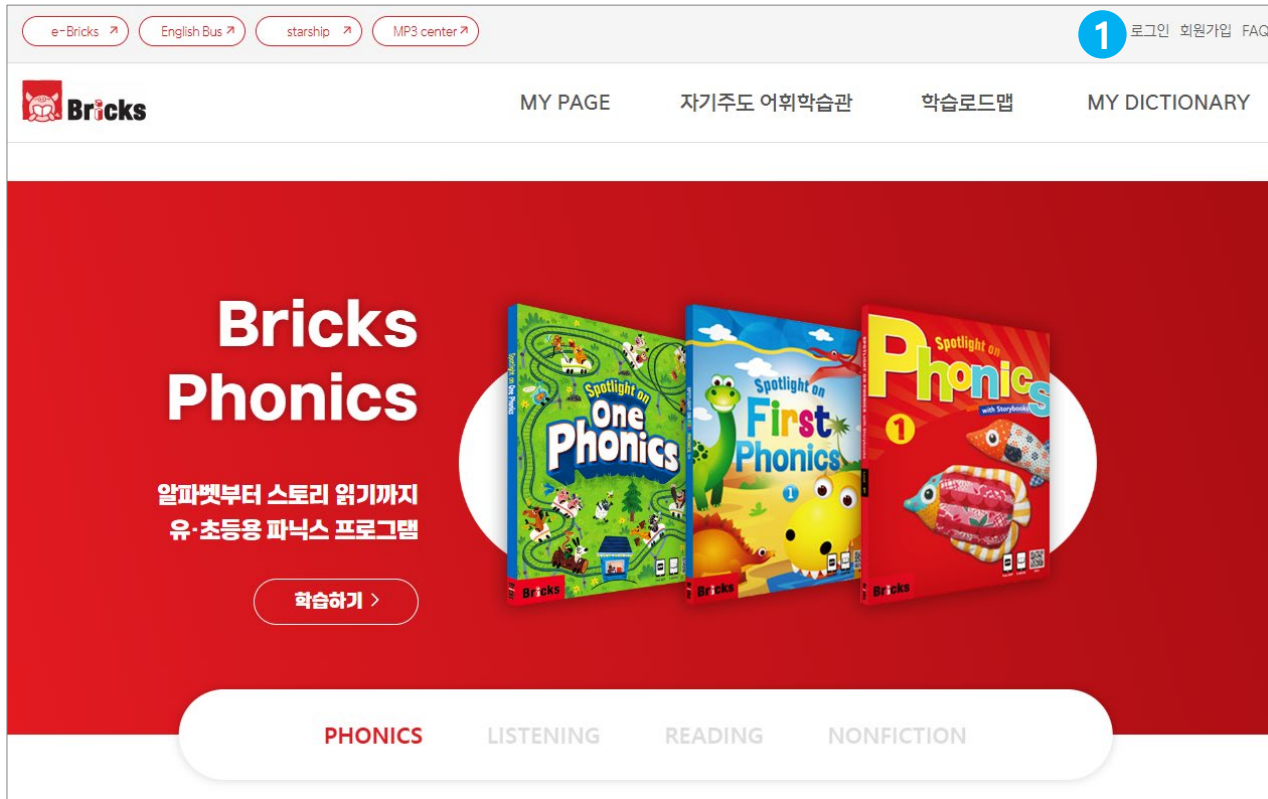 e-Bricks English Bus starship MP3 center
1 로그인 회원가입 FAQ
Bricks
MY PAGE 자기주도 어휘학습관 학습로드맵 MY DICTIONARY
Bricks
Phonics
알파벳부터 스토리 읽기까지
유·초등용 파닉스 프로그램
학습하기 >
Spotlight on
One
Phonics
Bricks
Spotlight on
First
Phonics
1
Bricks
Spotlight on
Phonics
with Storybooks
1
Bricks
PHONICS LISTENING READING NONFICTION